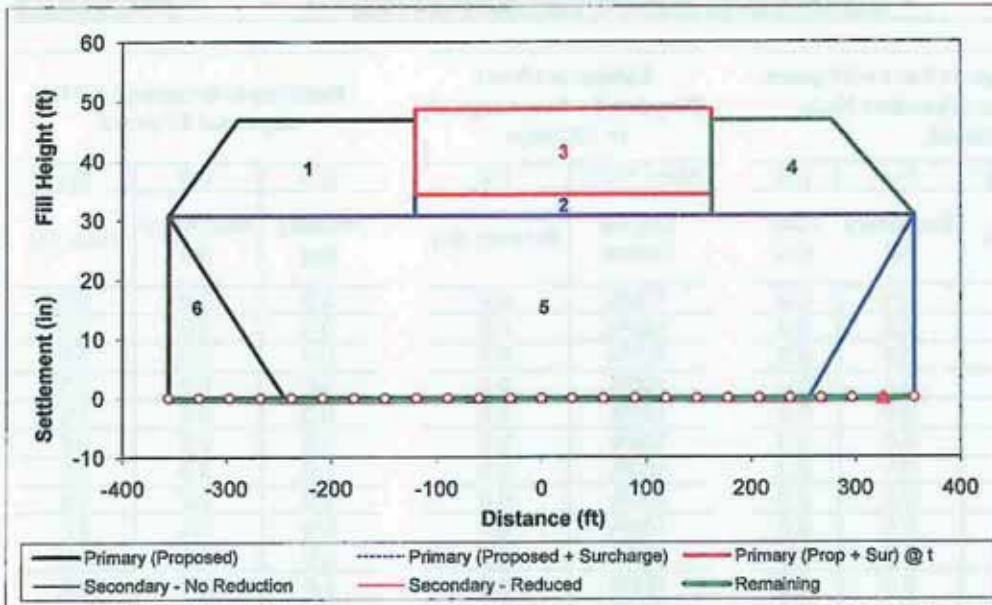 60
50
40
30
20
10
0
-10
Fill Height (ft)
Settlement (in)
1
3
4
2
6
5
-400 -300 -200 -100 0 100 200 300 400
Distance (ft)
Primary (Proposed) Primary (Proposed + Surcharge) Primary (Prop + Sur) @ t
Secondary - No Reduction Secondary - Reduced Remaining